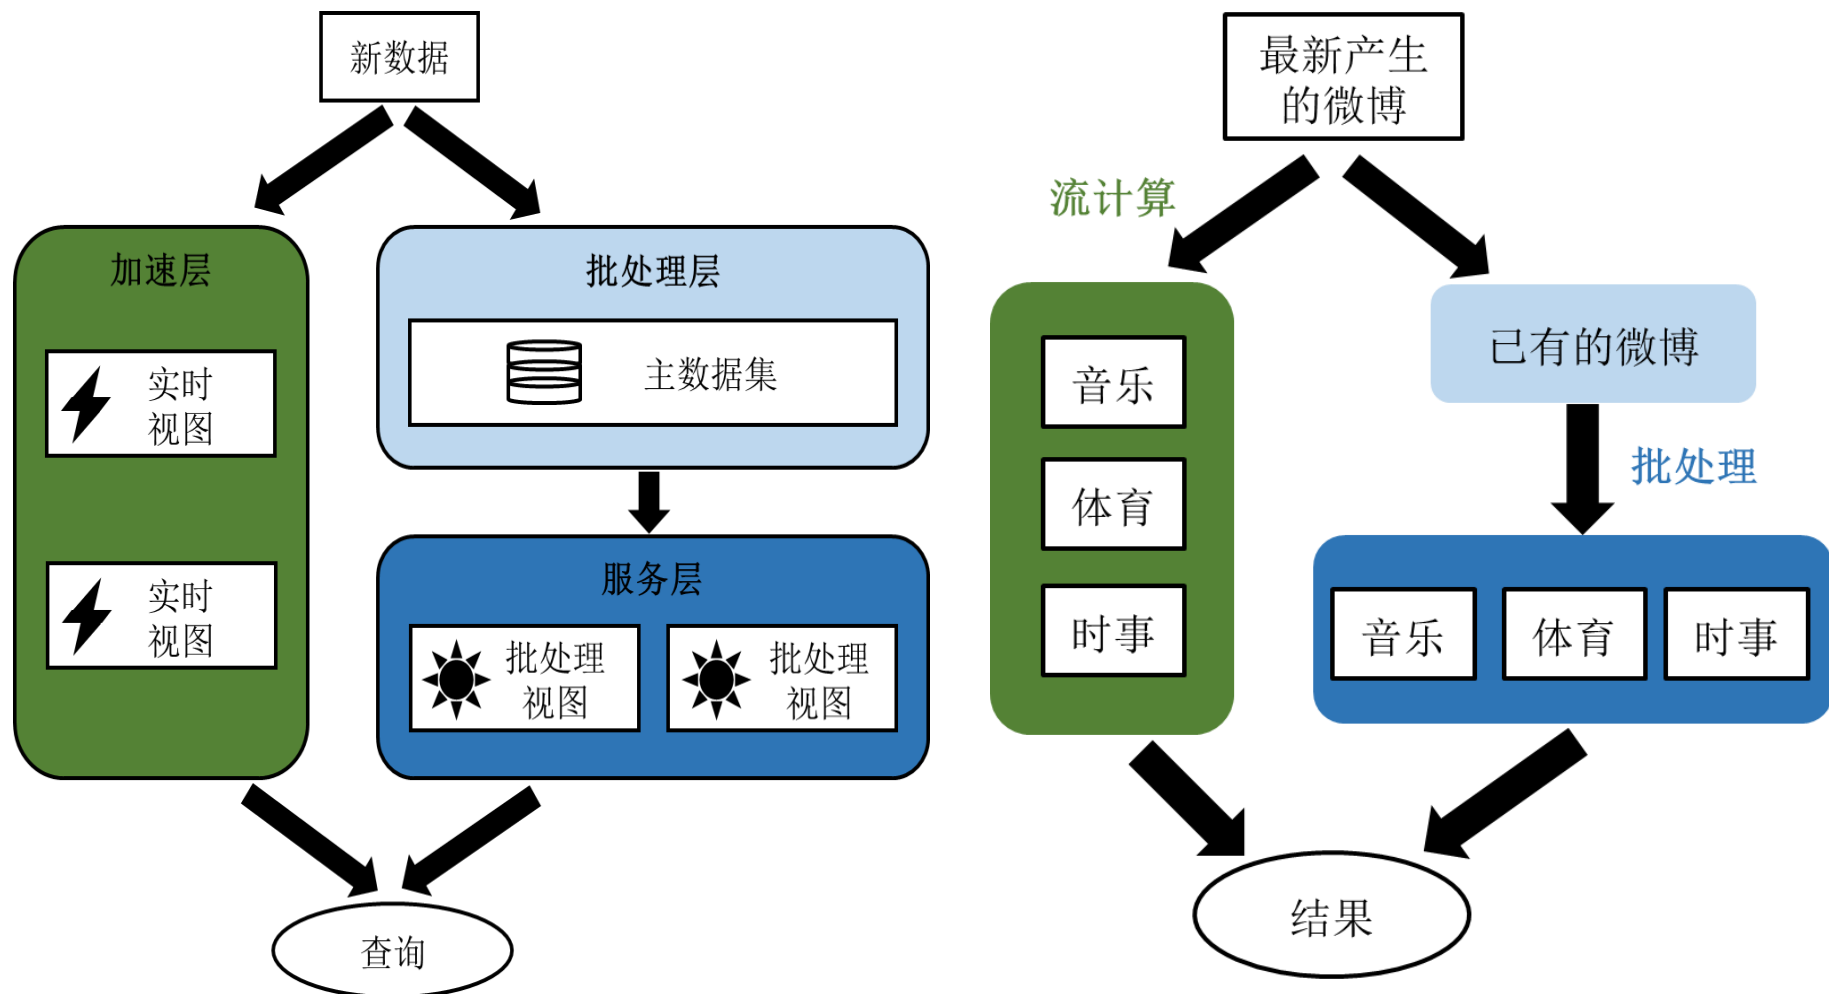 新数据
加速层
实时
视图
实时
视图
批处理层
主数据集
服务层
批处理
视图
批处理
视图
查询
最新产生
的微博
流计算
音乐
体育
时事
已有的微博
批处理
音乐
体育
时事
结果